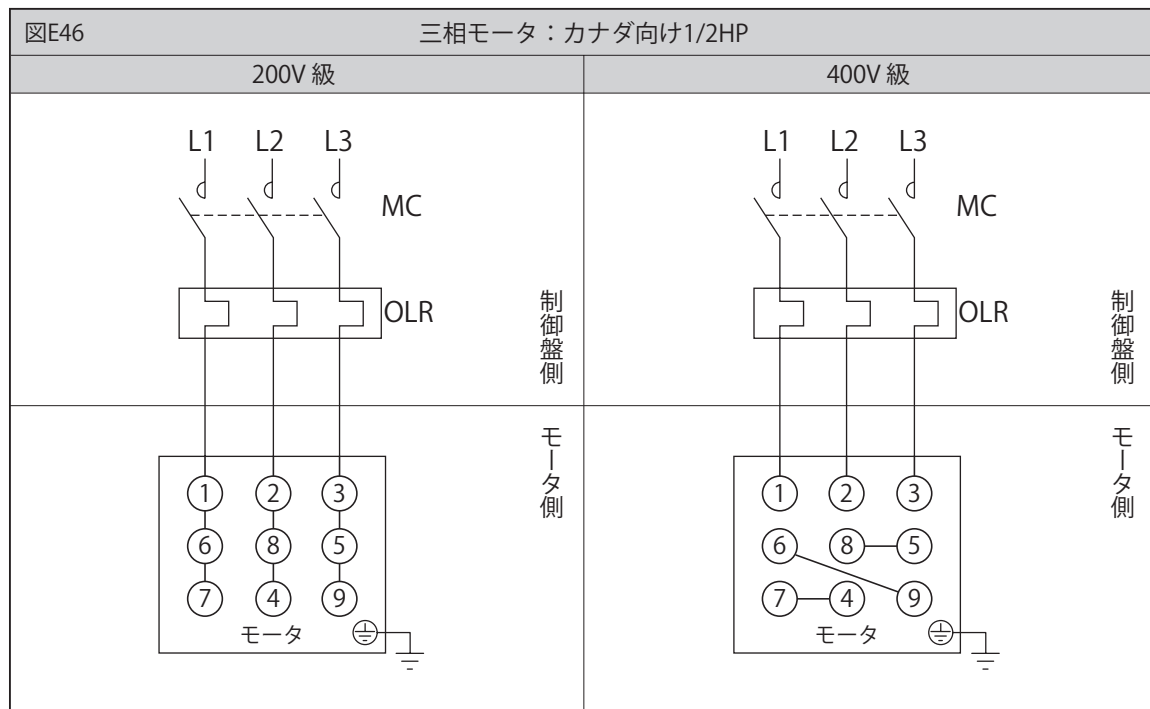 図E46 三相モータ：カナダ向け1/2HP
200V 級 400V 級
L1 L2 L3
MC
OLR
制御盤側
モータ側
1 2 3
6 8 5
7 4 9
モータ
L1 L2 L3
MC
OLR
制御盤側
モータ側
1 2 3
6 8 5
7 4 9
モータ